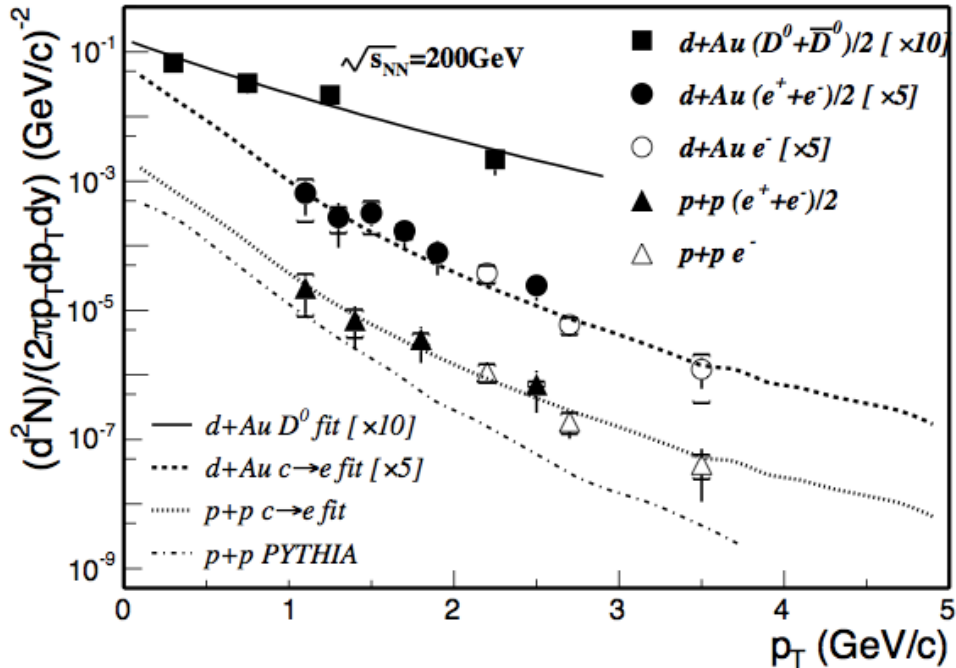 (d²N)/(2πp_T dp_T dy) (GeV/c)⁻²
10⁻¹
10⁻³
10⁻⁵
10⁻⁷
10⁻⁹
√s_NN=200GeV
d+Au (D⁰+D̅⁰)/2 [ ×10]
d+Au (e⁺+e⁻)/2 [ ×5]
d+Au e⁻ [×5]
p+p (e⁺+e⁻)/2
p+p e⁻
d+Au D⁰ fit [ ×10]
d+Au c→e fit [×5]
p+p c→e fit
p+p PYTHIA
0 1 2 3 4 5
p_T (GeV/c)